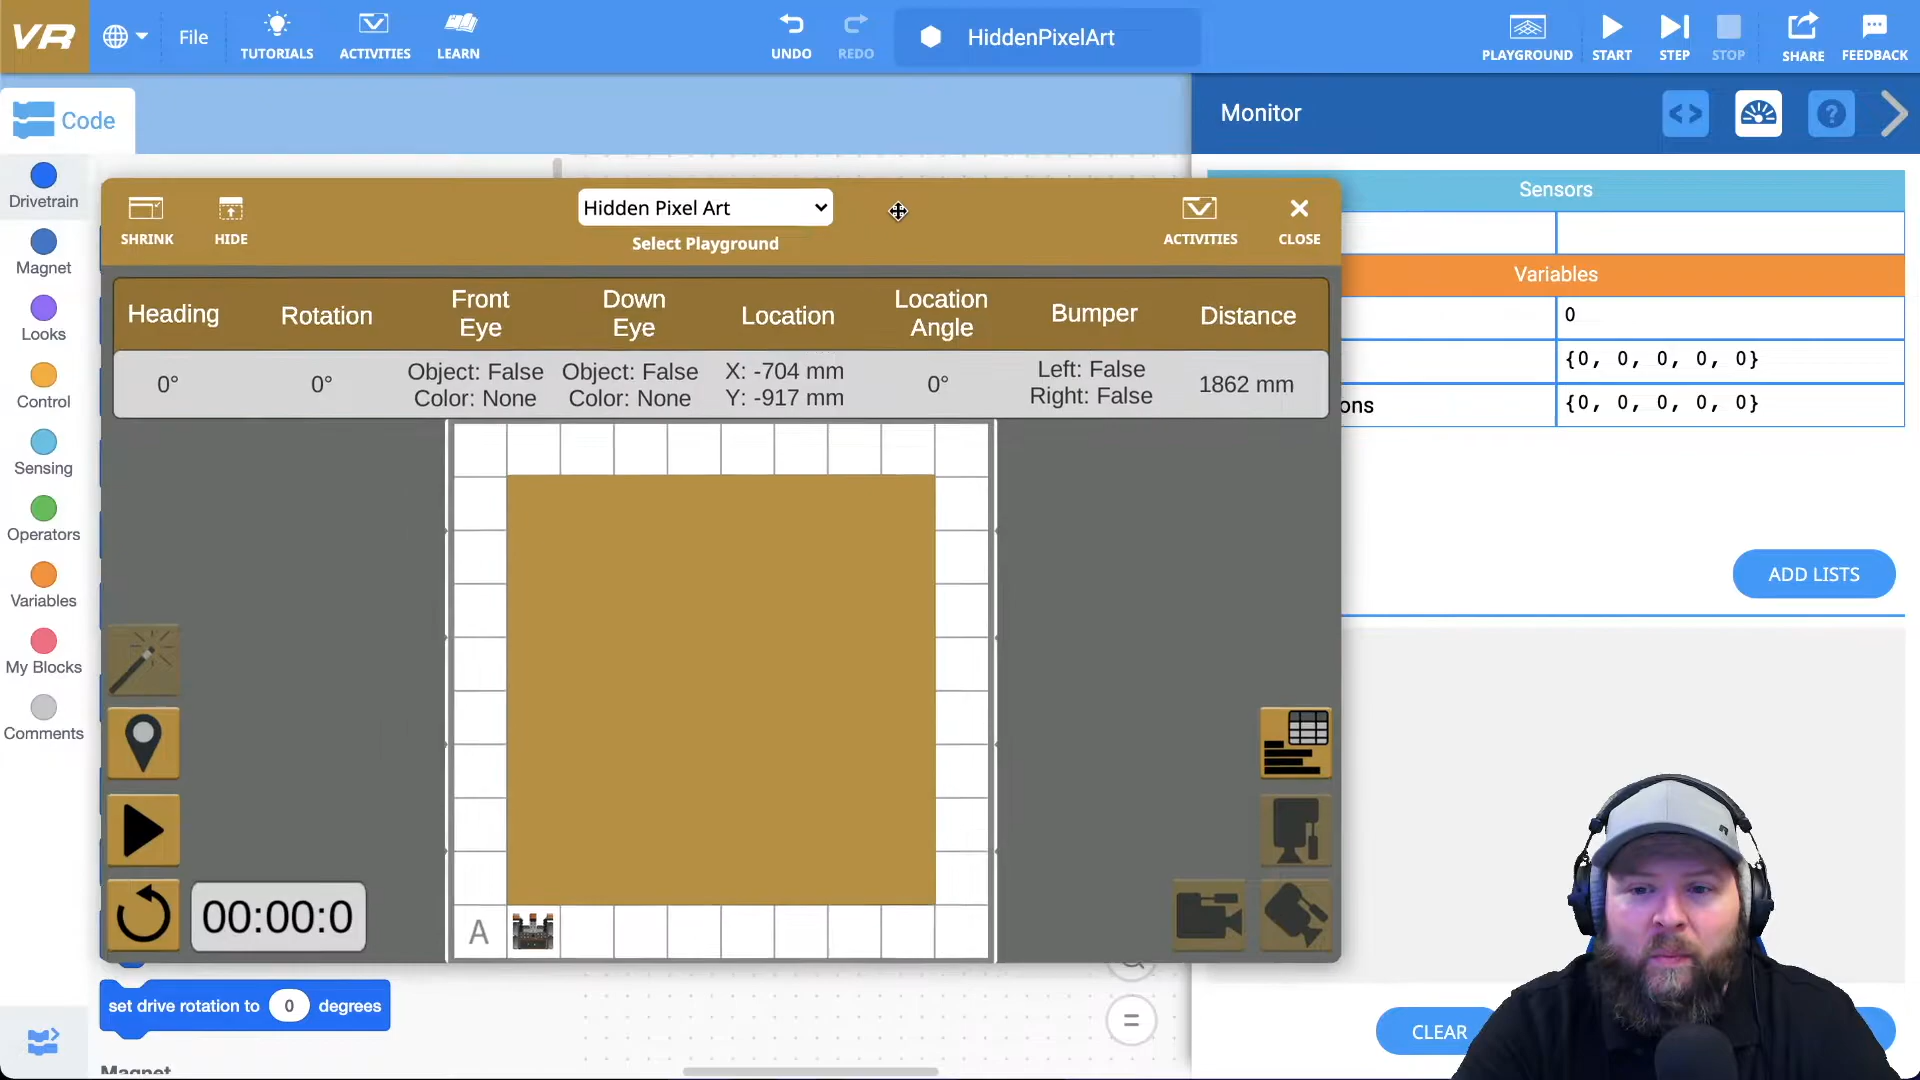 VR
File
TUTORIALS
ACTIVITIES
LEARN
UNDO
REDO
HiddenPixelArt
PLAYGROUND
START
STEP
STOP
SHARE
FEEDBACK
Code
Monitor
Drivetrain
Magnet
Looks
Control
Sensing
Operators
Variables
My Blocks
Comments
SHRINK
HIDE
Hidden Pixel Art
Select Playground
ACTIVITIES
CLOSE
Heading
Rotation
Front
Eye
Down
Eye
Location
Location
Angle
Bumper
Distance
0°
0°
Object: False
Color: None
Object: False
Color: None
X: -704 mm
Y: -917 mm
0°
Left: False
Right: False
1862 mm
Sensors
Variables
0
{0, 0, 0, 0, 0}
ons
{0, 0, 0, 0, 0}
ADD LISTS
A
00:00:0
set drive rotation to 0 degrees
Magnet
CLEAR